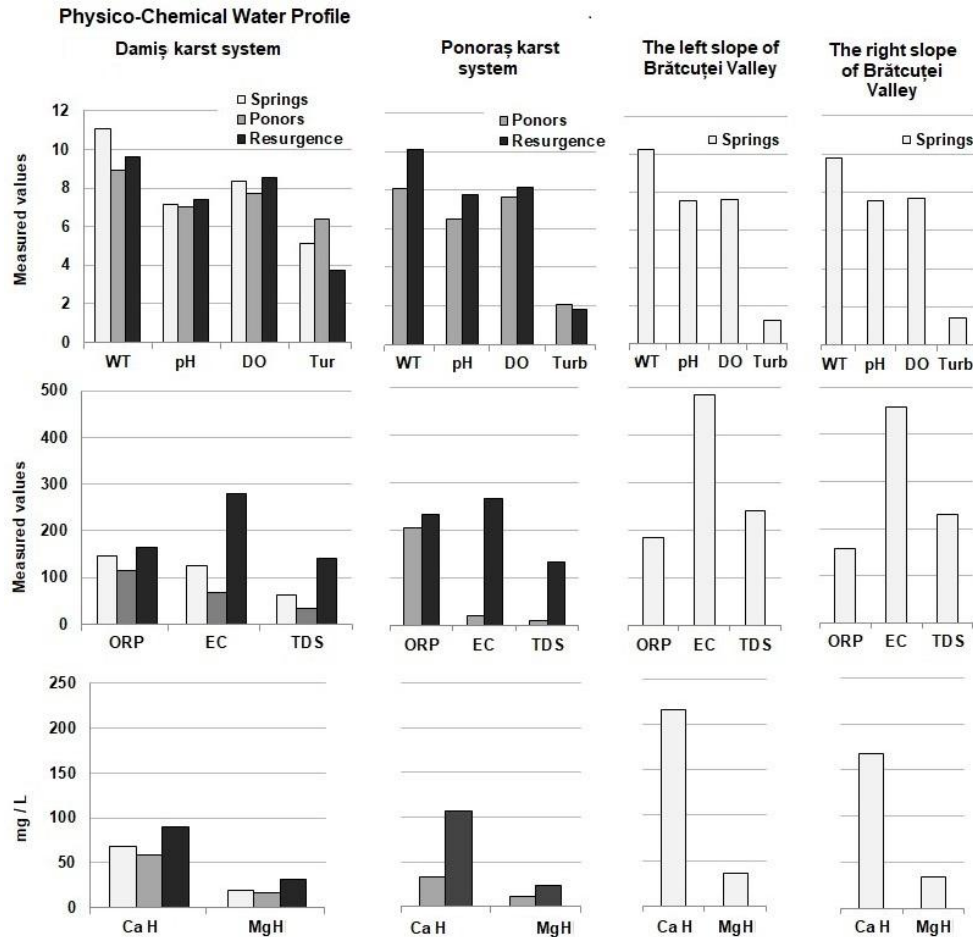 Physico-Chemical Water Profile
Damiș karst system
Ponoraș karst
system
The left slope of
Brătcuței Valley
The right slope
of Brătcuței
Valley
Springs
Ponors
Resurgence
Ponors
Resurgence
Springs
Springs
Measured values
12
10
8
6
4
2
0
WT pH DO Tur
WT pH DO Turb
WT pH DO Turb
WT pH DO Turb
Measured values
500
400
300
200
100
0
ORP EC TDS
ORP EC TDS
ORP EC TDS
ORP EC TDS
mg / L
250
200
150
100
50
0
Ca H MgH
Ca H MgH
Ca H MgH
Ca H MgH